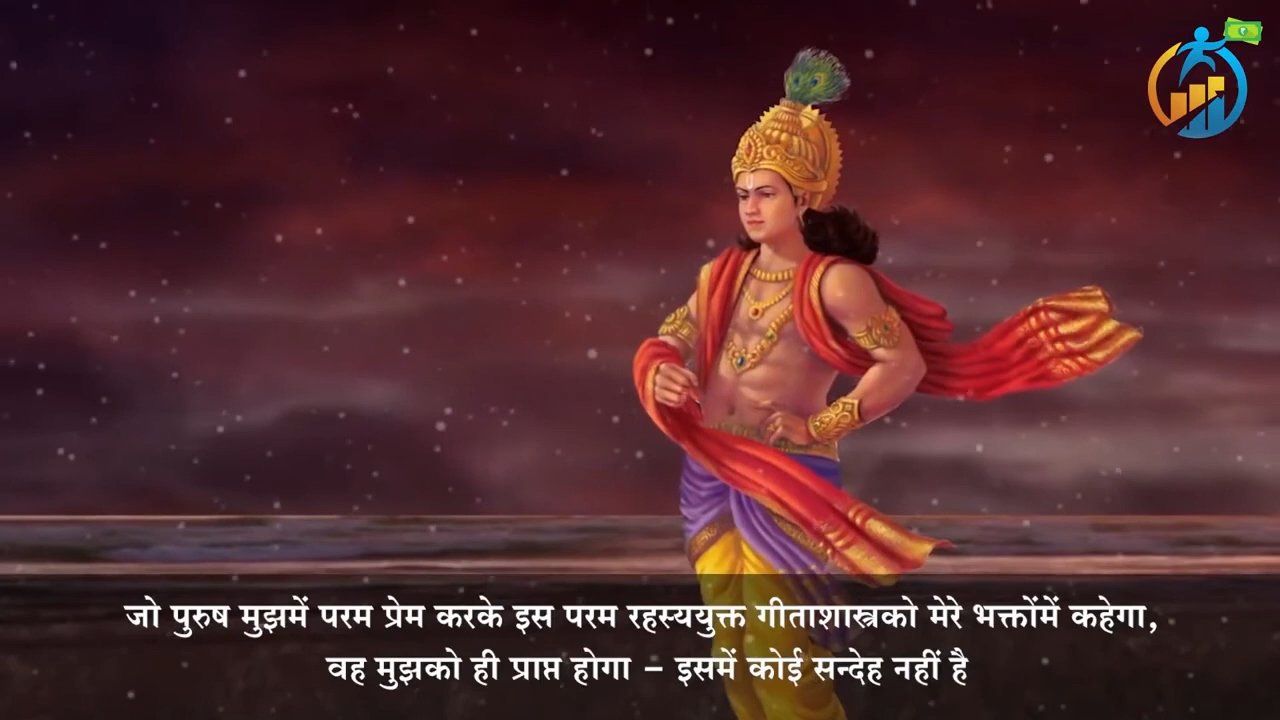 जो पुरुष मुझमें परम प्रेम करके इस परम रहस्ययुक्त गीताशास्त्रको मेरे भक्तोंमें कहेगा,
वह मुझको ही प्राप्त होगा – इसमें कोई सन्देह नहीं है